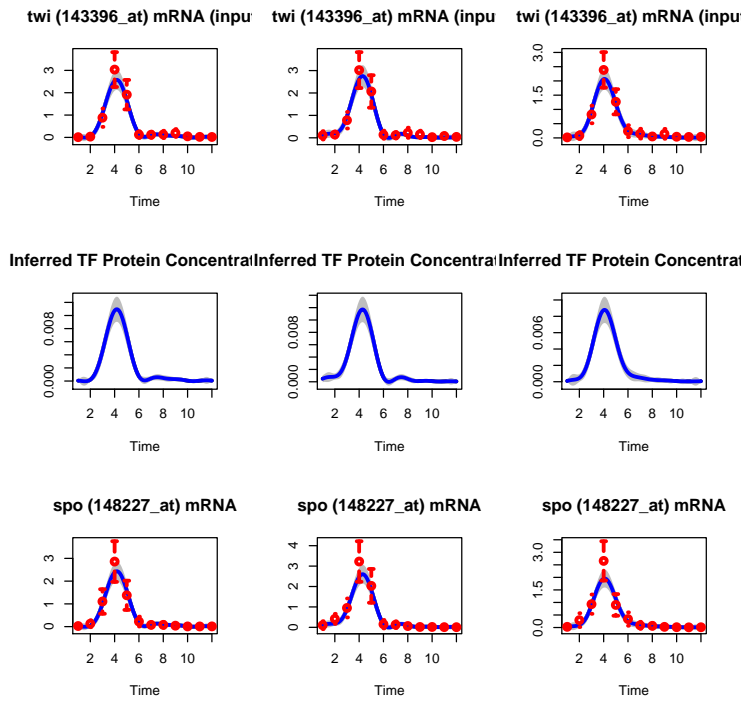 twi (143396_at) mRNA (inpu twi (143396_at) mRNA (inpu twi (143396_at) mRNA (inpu
0 1 2 3
2 4 6 8 10
Time
0 1 2 3
2 4 6 8 10
Time
0.0 1.5 3.0
2 4 6 8 10
Time
Inferred TF Protein Concentrat Inferred TF Protein Concentrat Inferred TF Protein Concentrat
0.000 0.008
2 4 6 8 10
Time
0.000 0.008
2 4 6 8 10
Time
0.000 0.006
2 4 6 8 10
Time
spo (148227_at) mRNA spo (148227_at) mRNA spo (148227_at) mRNA
0 1 2 3
2 4 6 8 10
Time
0 1 2 3 4
2 4 6 8 10
Time
0.0 1.5 3.0
2 4 6 8 10
Time